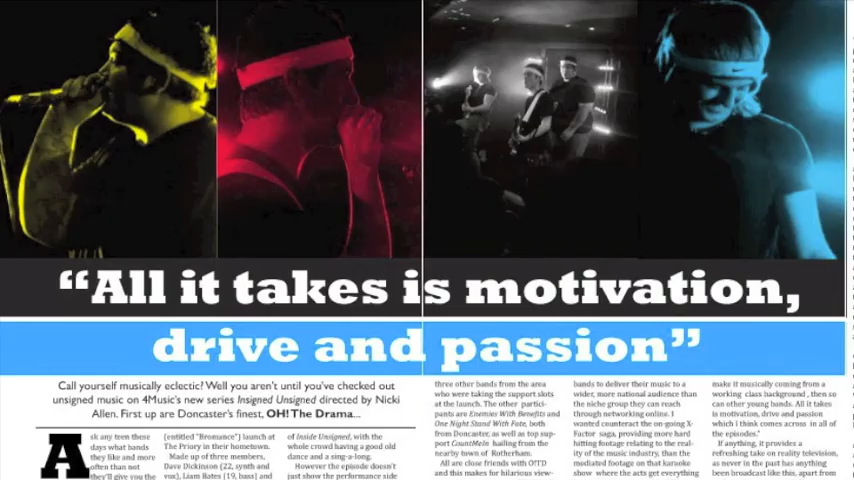 “All it takes is motivation,
drive and passion”
Call yourself musically eclectic? Well you aren't until you've checked out
unsigned music on 4Music's new series Insigned Unsigned directed by Nicki
Allen. First up are Doncaster's finest, OH! The Drama...
Ask any teen these
days what bands
they like and more
often than not
they'll give you the
(entitled "Bromance") launch at
The Priory in their hometown.
Made up of three members,
Dave Dickinson (22, synth and
vox), Liam Bates (19, bass) and
of Inside Unsigned, with the
whole crowd having a good old
dance and a sing-a-long.
However the episode doesn't
just show the performance side
three other bands from the area
who were taking the support slots
at the launch. The other partici-
pants are Enemies With Benefits and
One Night Stand With Fate, both
from Doncaster, as well as top sup-
port CountMeIn hailing from the
nearby town of Rotherham.
All are close friends with O!TD
and this makes for hilarious view-
bands to deliver their music to a
wider, more national audience than
the niche group they can reach
through networking online. I
wanted counteract the on-going X-
Factor saga, providing more hard
hitting footage relating to the real-
ity of the music industry, than the
mediated footage on that karaoke
show where the acts get everything
make it musically coming from a
working class background , then so
can other young bands. All it takes
is motivation, drive and passion
which I think comes across in all of
the episodes.'
If anything, it provides a
refreshing take on reality television,
as never in the past has anything
been broadcast like this, apart from